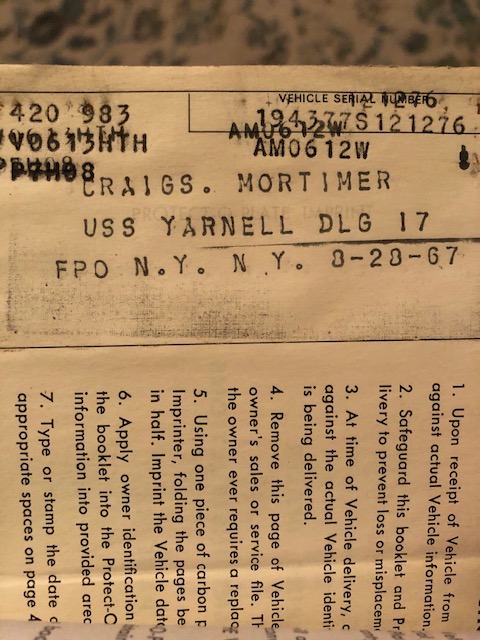 VEHICLE SERIAL NUMBER
121276
420 983
194377S121276
V0613HTH
AM0612W
AM0612W
P7H08
CRAIGS. MORTIMER
USS YARNELL DLG 17
FPO N.Y. N Y. 8-28-67
1. Upon receipt of Vehicle from
against actual Vehicle information.
2. Safeguard this booklet and Pr
livery to prevent loss or misplacem
3. At time of Vehicle delivery, c
against the actual Vehicle identi
is being delivered.
4. Remove this page of Vehicle
owner's sales or service file. Th
the owner ever requires a replac
5. Using one piece of carbon p
Imprinter, folding the pages be
in half. Imprint the Vehicle data
6. Apply owner identification
the booklet into the Protect-O
information into provided area
7. Type or stamp the date
appropriate spaces on page 4